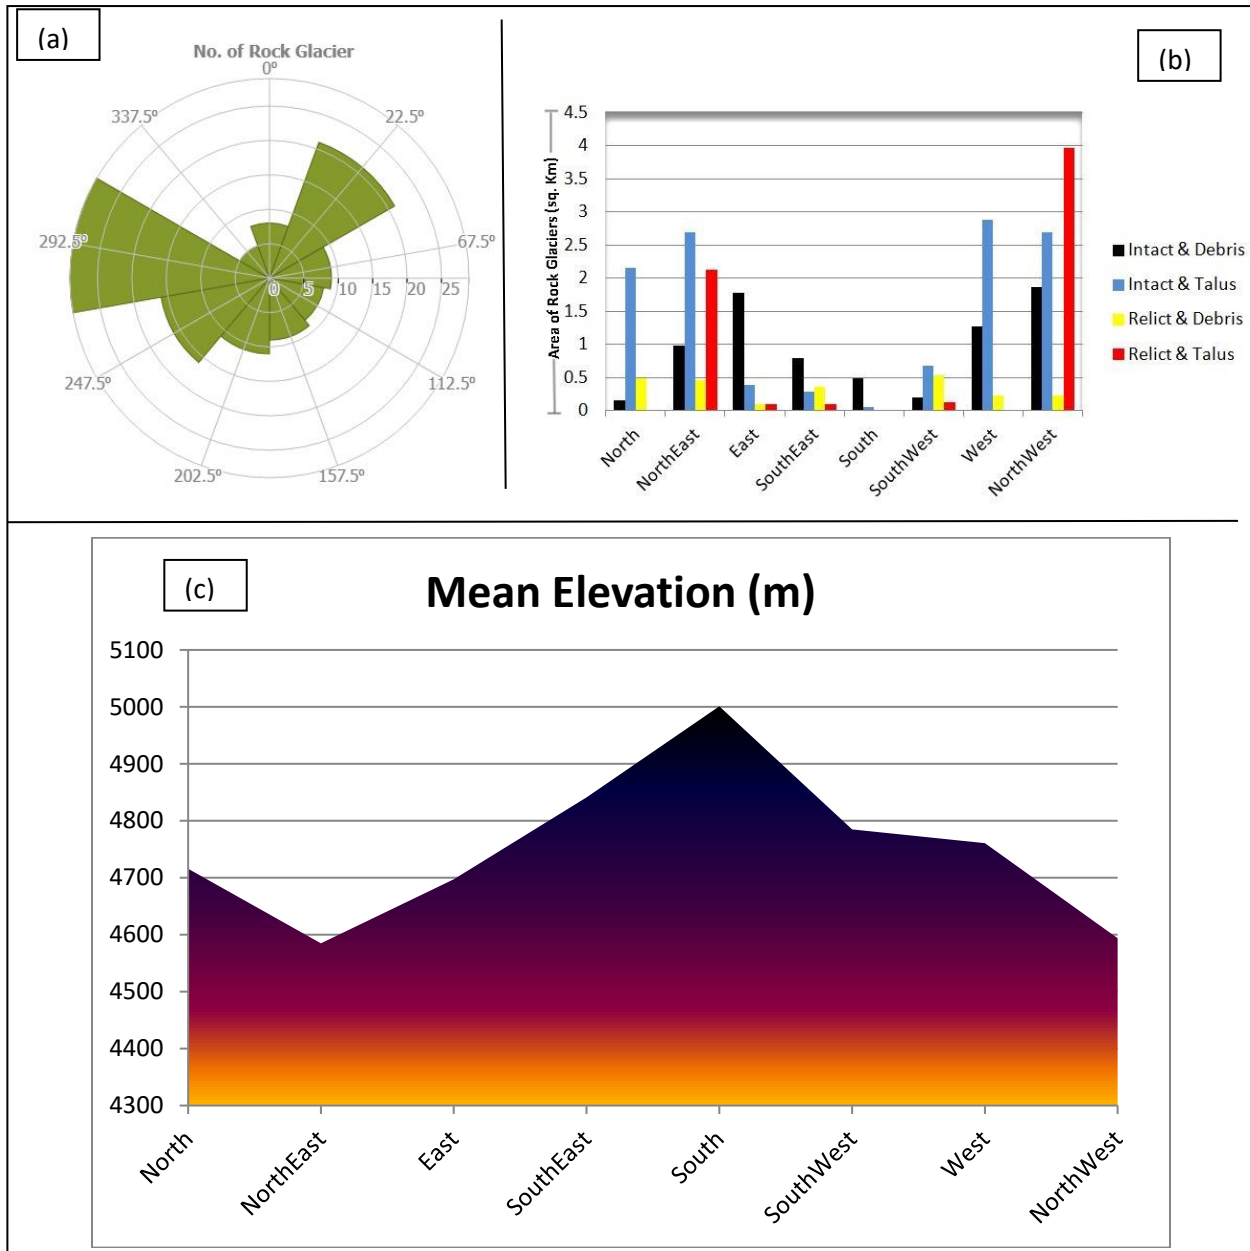 (a)
No. of Rock Glacier
0º
22.5º
67.5º
112.5º
157.5º
202.5º
247.5º
292.5º
337.5º
0 5 10 15 20 25
(b)
Area of Rock Glaciers (sq. Km)
4.5
4
3.5
3
2.5
2
1.5
1
0.5
0
North
NorthEast
East
SouthEast
South
SouthWest
West
NorthWest
Intact & Debris
Intact & Talus
Relict & Debris
Relict & Talus
(c)
Mean Elevation (m)
5100
5000
4900
4800
4700
4600
4500
4400
4300
North
NorthEast
East
SouthEast
South
SouthWest
West
NorthWest